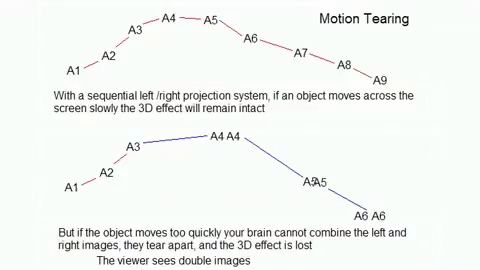 Motion Tearing
A1 A2 A3 A4 A5 A6 A7 A8 A9
With a sequential left /right projection system, if an object moves across the
screen slowly the 3D effect will remain intact
A1 A2 A3 A4 A4 A5 A5 A6 A6
But if the object moves too quickly your brain cannot combine the left and
right images, they tear apart, and the 3D effect is lost
The viewer sees double images